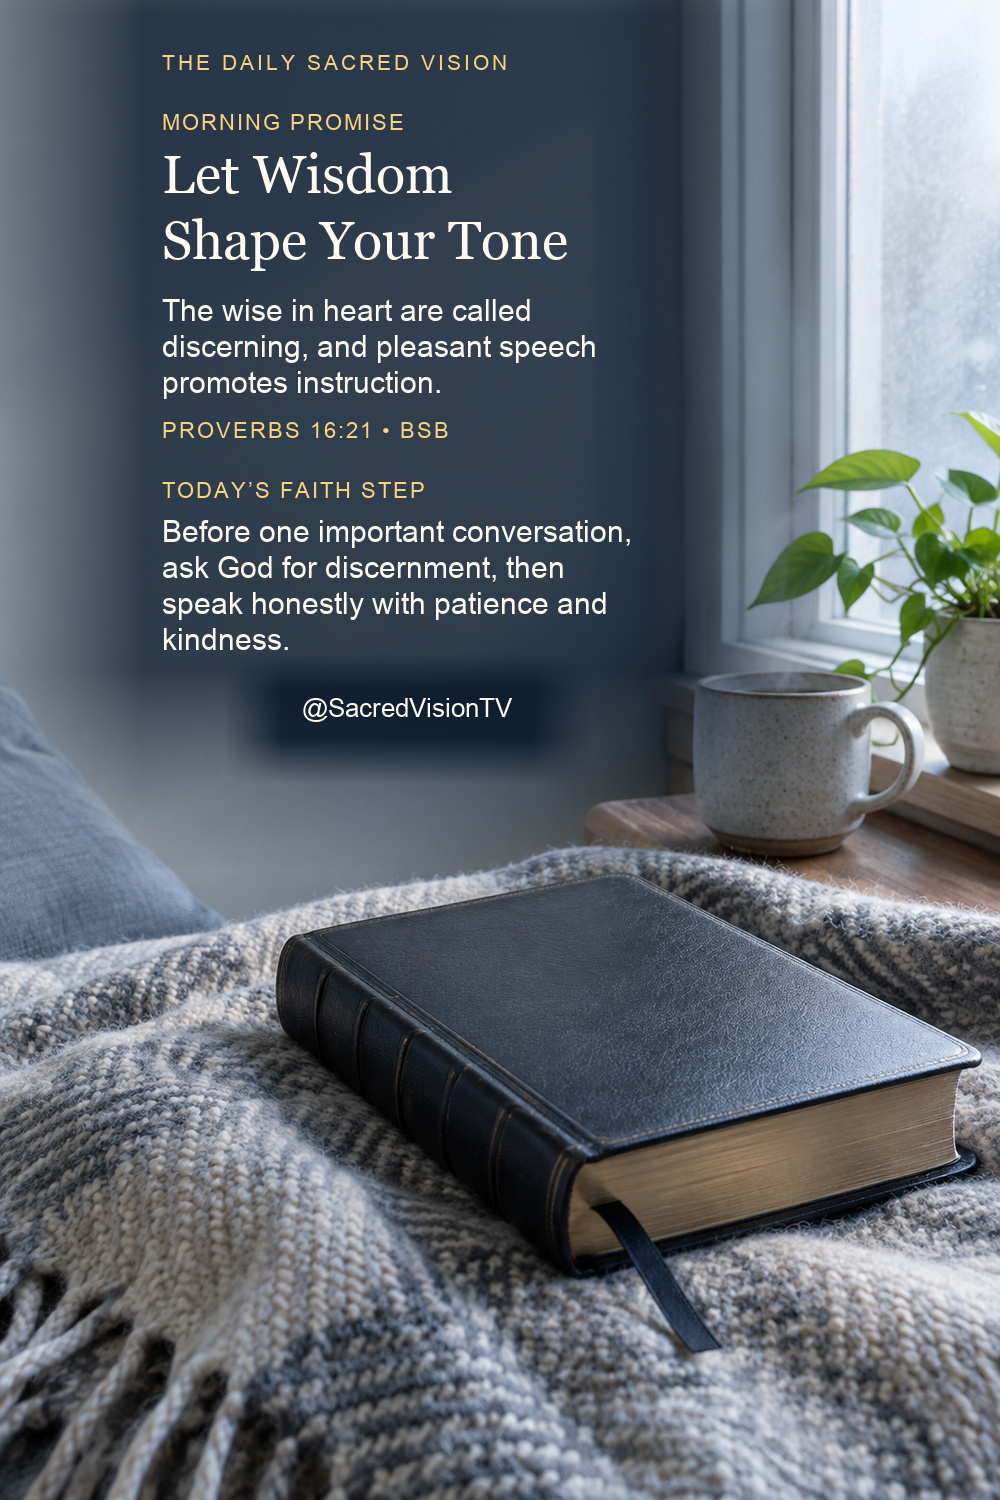 THE DAILY SACRED VISION
MORNING PROMISE
Let Wisdom
Shape Your Tone
The wise in heart are called
discerning, and pleasant speech
promotes instruction.
PROVERBS 16:21 • BSB
TODAY’S FAITH STEP
Before one important conversation,
ask God for discernment, then
speak honestly with patience and
kindness.
@SacredVisionTV